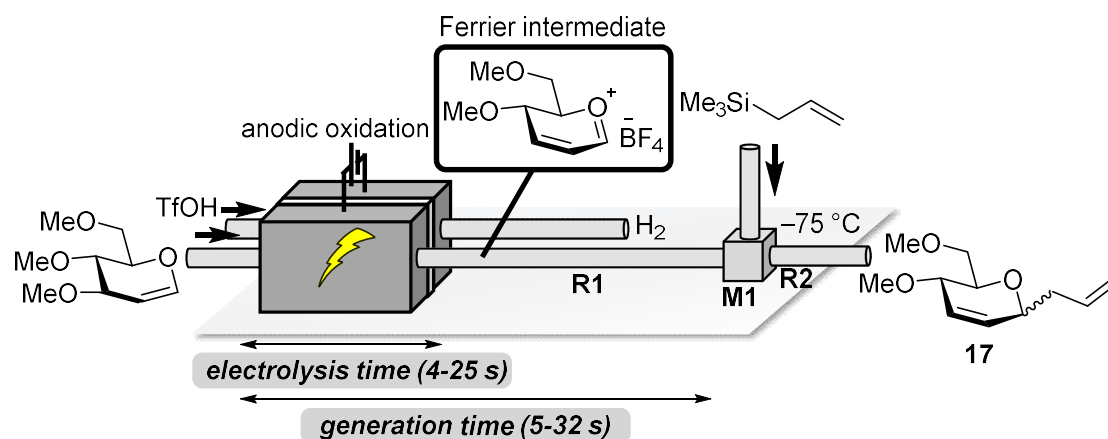 Ferrier intermediate
MeO
MeO
O
+
–
BF4
Me3Si
anodic oxidation
TfOH
H2
–75 °C
MeO
MeO
MeO
O
R1
M1
R2
MeO
MeO
O
17
electrolysis time (4-25 s)
generation time (5-32 s)